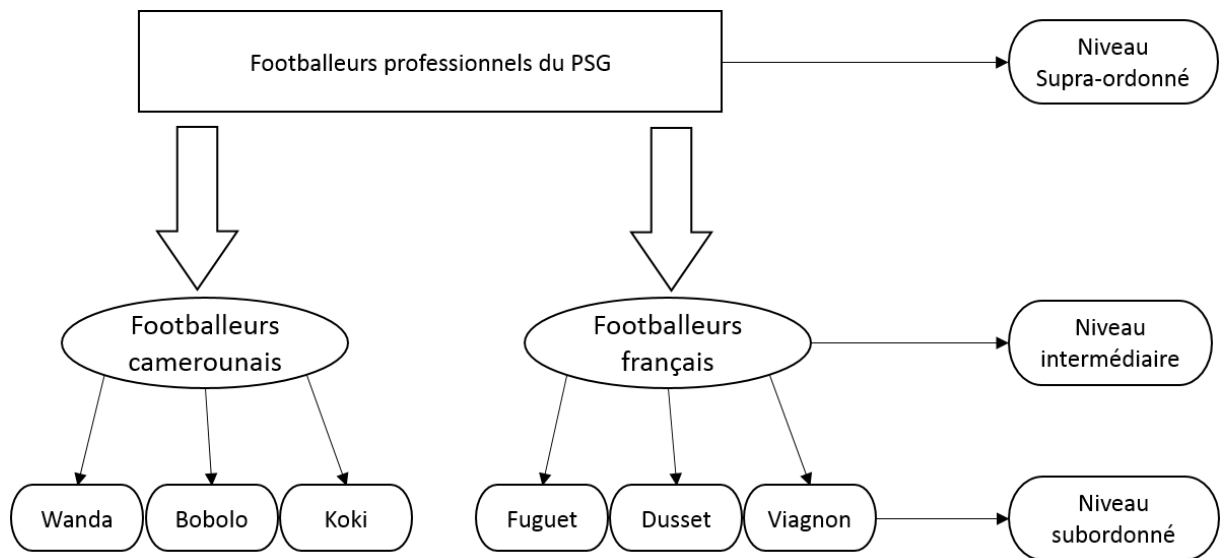 Footballeurs professionnels du PSG
Niveau
Supra-ordonné
Footballeurs
camerounais
Footballeurs
français
Niveau
intermédiaire
Wanda
Bobolo
Koki
Fuguet
Dusset
Viagnon
Niveau
subordonné